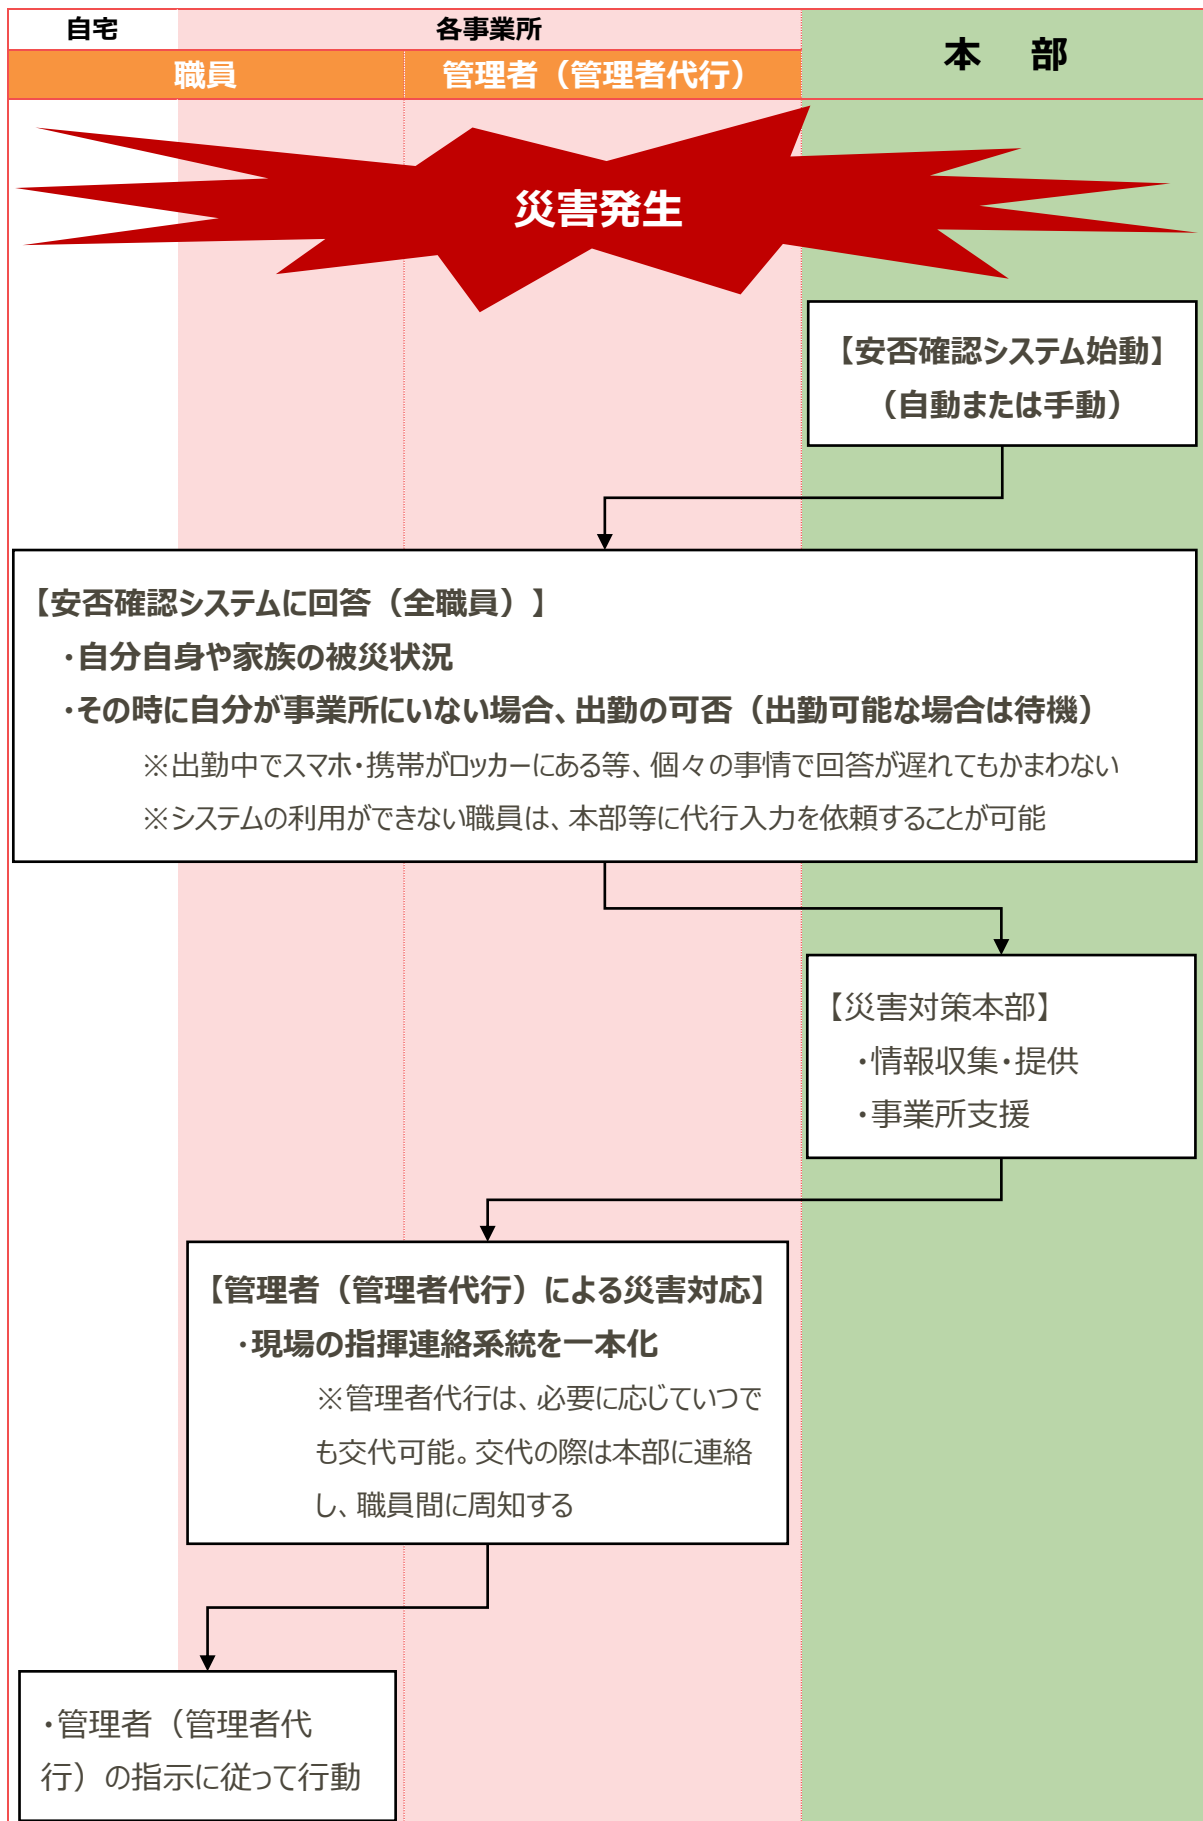 自宅
各事業所
本 部
職員
管理者（管理者代行）
災害発生
【安否確認システム始動】
（自動または手動）
【安否確認システムに回答（全職員）】
・自分自身や家族の被災状況
・その時に自分が事業所にいない場合、出勤の可否（出勤可能な場合は待機）
※出勤中でスマホ・携帯がロッカーにある等、個々の事情で回答が遅れてもかまわない
※システムの利用ができない職員は、本部等に代行入力を依頼することが可能
【災害対策本部】
・情報収集・提供
・事業所支援
【管理者（管理者代行）による災害対応】
・現場の指揮連絡系統を一本化
※管理者代行は、必要に応じていつで
も交代可能。交代の際は本部に連絡
し、職員間に周知する
・管理者（管理者代
行）の指示に従って行動